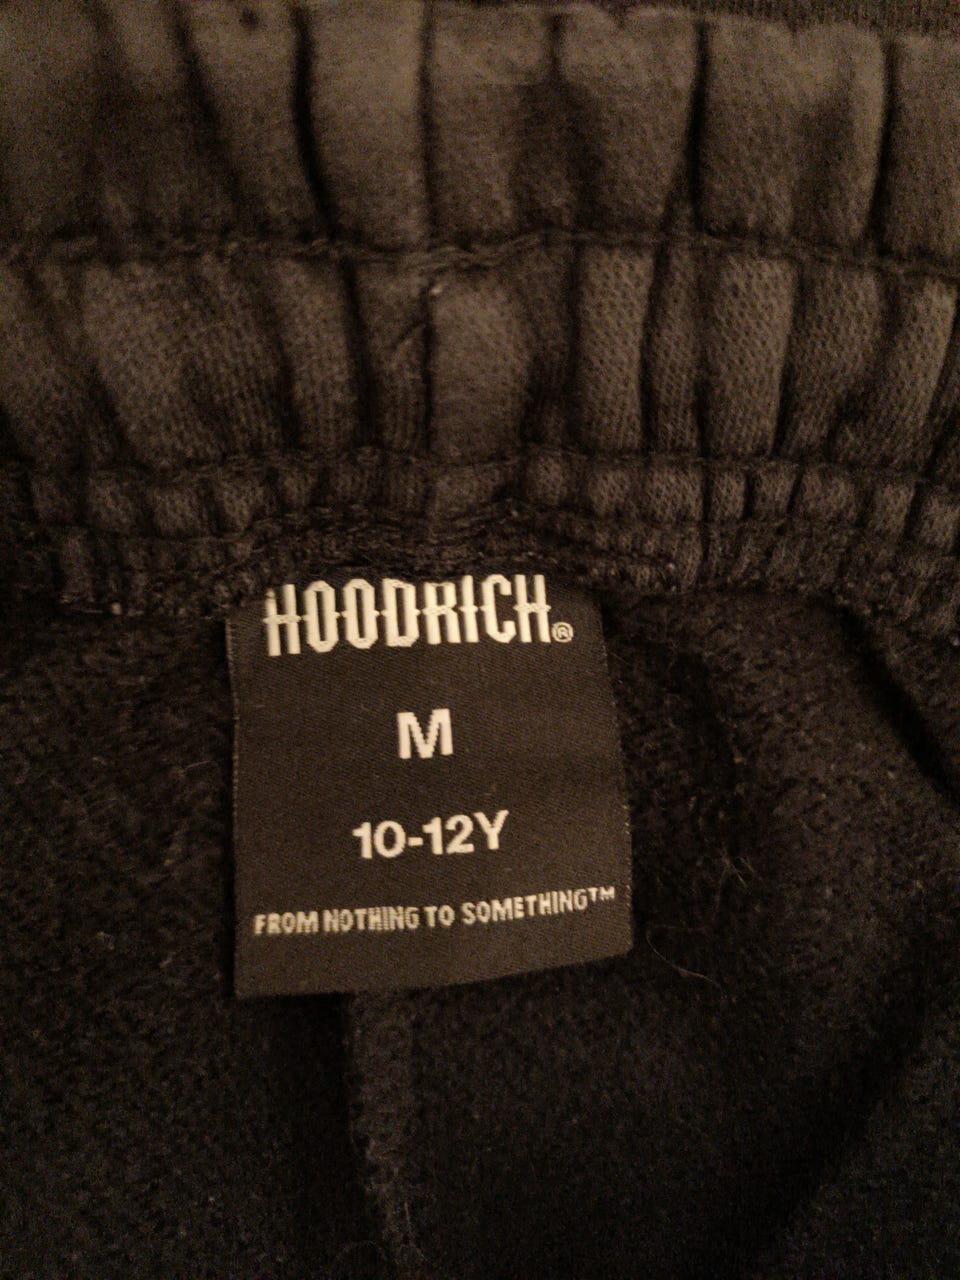 HOODRICH®
M
10-12Y
FROM NOTHING TO SOMETHING™